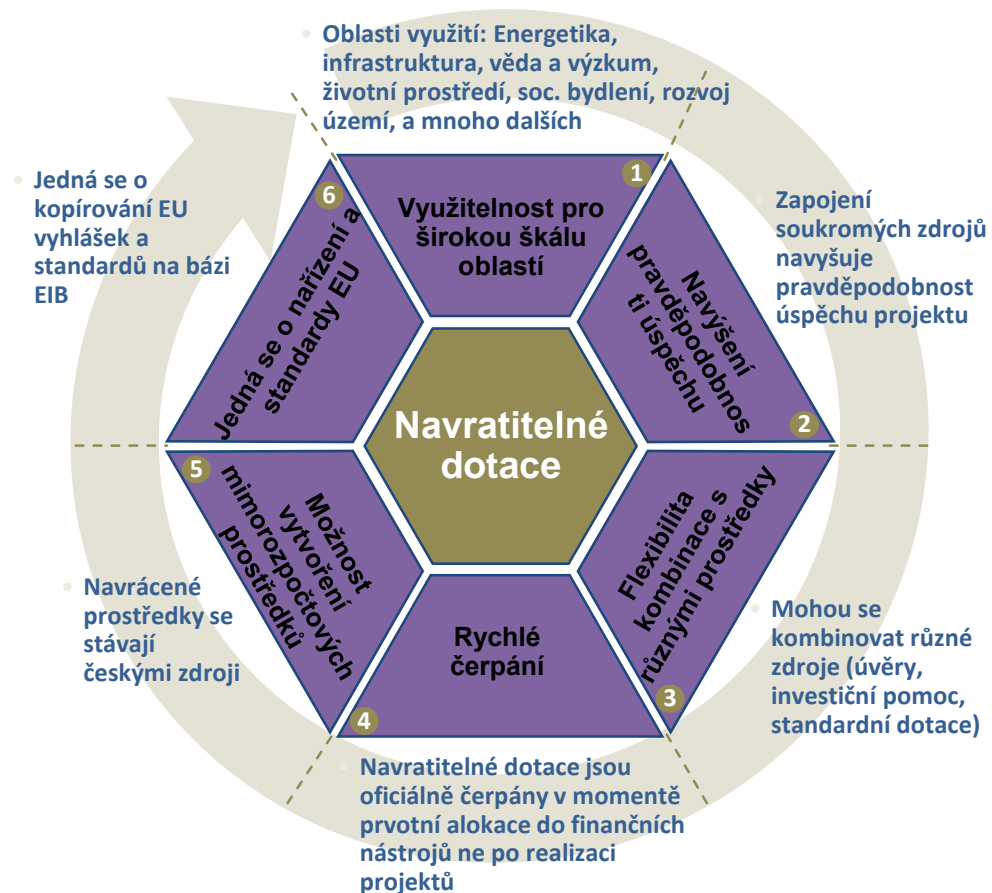 • Oblasti využití: Energetika,
infrastruktura, věda a výzkum,
životní prostředí, soc. bydlení, rozvoj
území, a mnoho dalších
1
Využitelnost pro
širokou škálu
oblastí
• Zapojení
soukromých zdrojů
navyšuje
pravděpodobnost
úspěchu projektu
2
Navýšení
pravděpodobnos
ti úspěchu
• Mohou se
kombinovat různé
zdroje (úvěry,
investiční pomoc,
standardní dotace)
3
Flexibilita
kombinace s
různými prostředky
4
Rychlé
čerpání
• Navratitelné dotace jsou
oficiálně čerpány v momentě
prvotní alokace do finančních
nástrojů ne po realizaci
projektů
5
Možnost
vytvoření
mimorozpočtových
prostředků
• Navrácené
prostředky se
stávají
českými zdroji
6
Jedná se o nařízení a
standardy EU
• Jedná se o
kopírování EU
vyhlášek a
standardů na bázi
EIB
Navratitelné
dotace